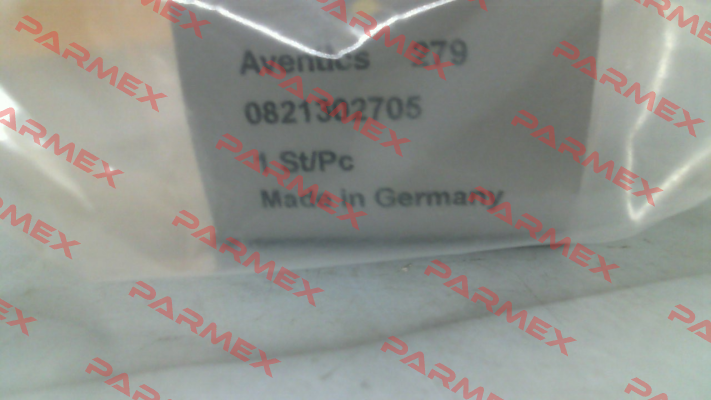 Aventics 279
0821302705
1 St/Pc
Made in Germany
PARMEX